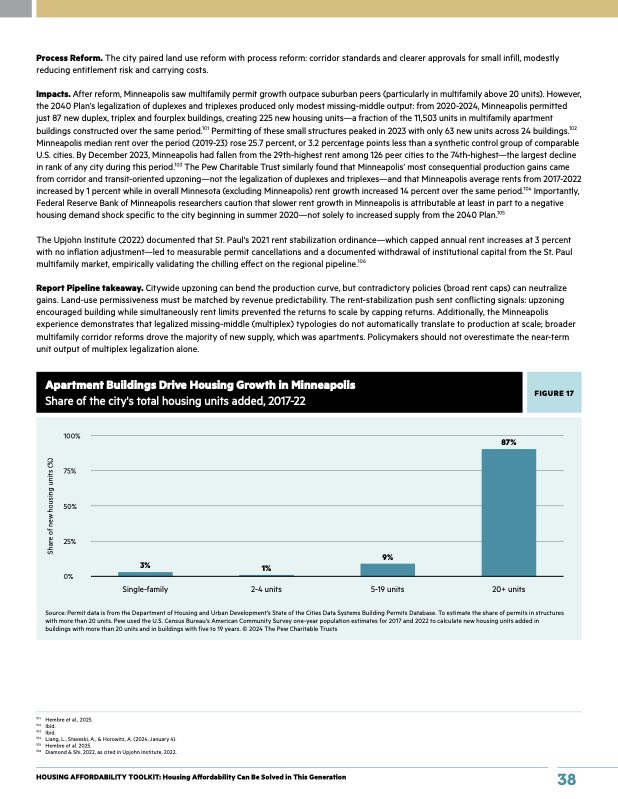 Process Reform. The city paired land use reform with process reform: corridor standards and clearer approvals for small infill, modestly
reducing entitlement risk and carrying costs.
Impacts. After reform, Minneapolis saw multifamily permit growth outpace suburban peers (particularly in multifamily above 20 units). However,
the 2040 Plan's legalization of duplexes and triplexes produced only modest missing-middle output: from 2020-2024, Minneapolis permitted
just 87 new duplex, triplex and fourplex buildings, creating 225 new housing units—a fraction of the 11,503 units in multifamily apartment
buildings constructed over the same period.101 Permitting of these small structures peaked in 2023 with only 63 new units across 24 buildings.102
Minneapolis median rent over the period (2019-23) rose 25.7 percent, or 3.2 percentage points less than a synthetic control group of comparable
U.S. cities. By December 2023, Minneapolis had fallen from the 29th-highest rent among 126 peer cities to the 74th-highest—the largest decline
in rank of any city during this period.103 The Pew Charitable Trust similarly found that Minneapolis' most consequential production gains came
from corridor and transit-oriented upzoning—not the legalization of duplexes and triplexes—and that Minneapolis average rents from 2017-2022
increased by 1 percent while in overall Minnesota (excluding Minneapolis) rent growth increased 14 percent over the same period.104 Importantly,
Federal Reserve Bank of Minneapolis researchers caution that slower rent growth in Minneapolis is attributable at least in part to a negative
housing demand shock specific to the city beginning in summer 2020—not solely to increased supply from the 2040 Plan.105
The Upjohn Institute (2022) documented that St. Paul's 2021 rent stabilization ordinance—which capped annual rent increases at 3 percent
with no inflation adjustment—led to measurable permit cancellations and a documented withdrawal of institutional capital from the St. Paul
multifamily market, empirically validating the chilling effect on the regional pipeline.106
Report Pipeline takeaway. Citywide upzoning can bend the production curve, but contradictory policies (broad rent caps) can neutralize
gains. Land-use permissiveness must be matched by revenue predictability. The rent-stabilization push sent conflicting signals: upzoning
encouraged building while simultaneously rent limits prevented the returns to scale by capping returns. Additionally, the Minneapolis
experience demonstrates that legalized missing-middle (multiplex) typologies do not automatically translate to production at scale; broader
multifamily corridor reforms drove the majority of new supply, which was apartments. Policymakers should not overestimate the near-term
unit output of multiplex legalization alone.
Apartment Buildings Drive Housing Growth in Minneapolis
Share of the city's total housing units added, 2017-22
FIGURE 17
Share of new housing units (%)
100%
75%
50%
25%
0%
3%
1%
9%
87%
Single-family
2-4 units
5-19 units
20+ units
Source: Permit data is from the Department of Housing and Urban Development's State of the Cities Data Systems Building Permits Database. To estimate the share of permits in structures
with more than 20 units. Pew used the U.S. Census Bureau's American Community Survey one-year population estimates for 2017 and 2022 to calculate new housing units added in
buildings with more than 20 units and in buildings with five to 19 years. © 2024 The Pew Charitable Trusts
101 Hembre et al., 2025.
102 Ibid.
103 Ibid.
104 Liang, L., Staveski, A., & Horowitz, A. (2024, January 4).
105 Hembre et al. 2025.
106 Diamond & Shi, 2022, as cited in Upjohn Institute, 2022.
HOUSING AFFORDABILITY TOOLKIT: Housing Affordability Can Be Solved in This Generation
38